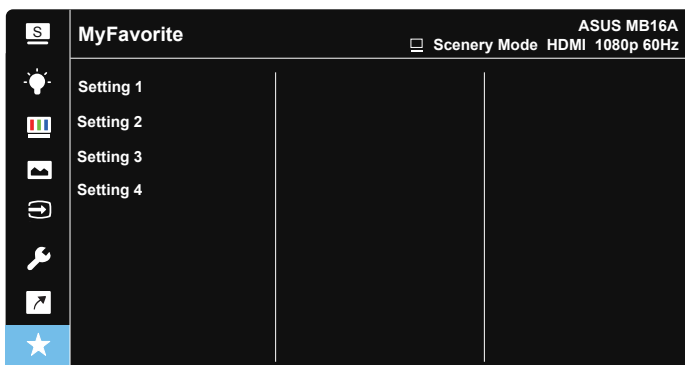 S
MyFavorite
ASUS MB16A
Scenery Mode HDMI 1080p 60Hz
Setting 1
Setting 2
Setting 3
Setting 4